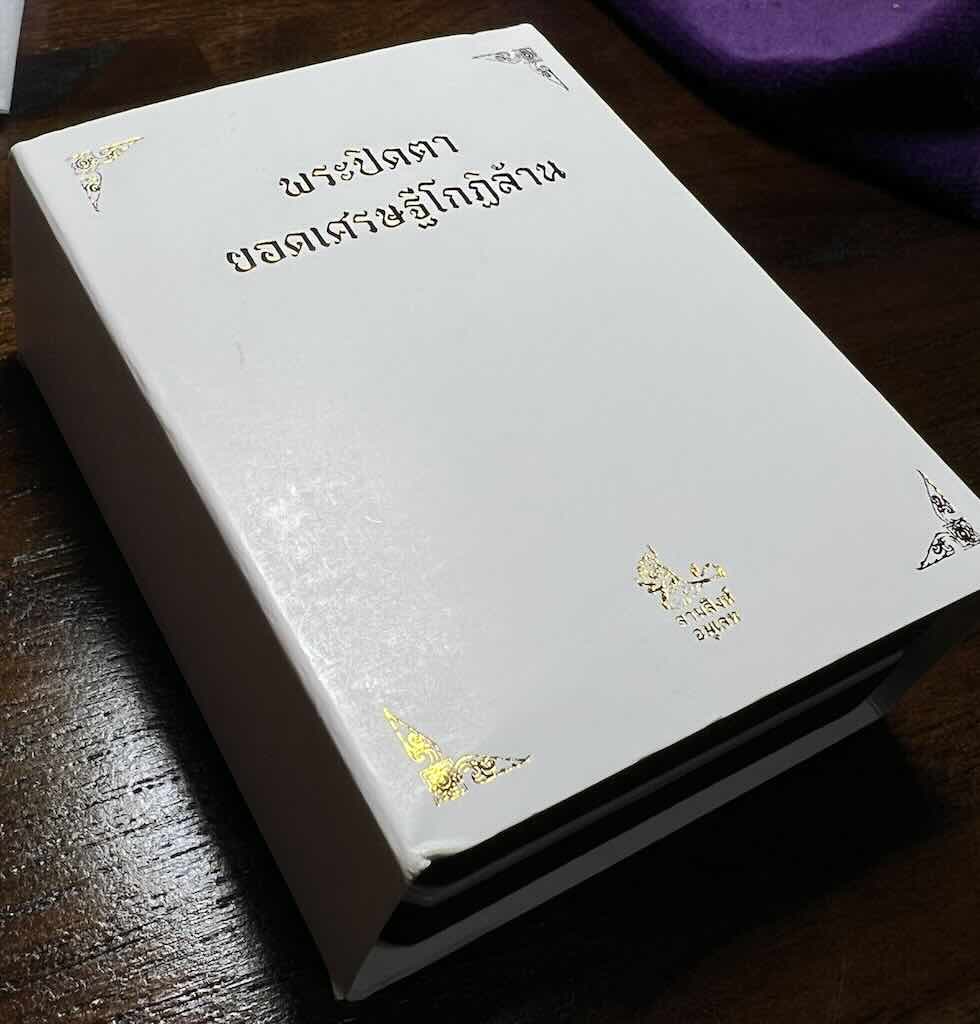 พระปิดตา
ยอดเศรษฐีโกฏิล้าน
สามสิงห์
อมูเลท